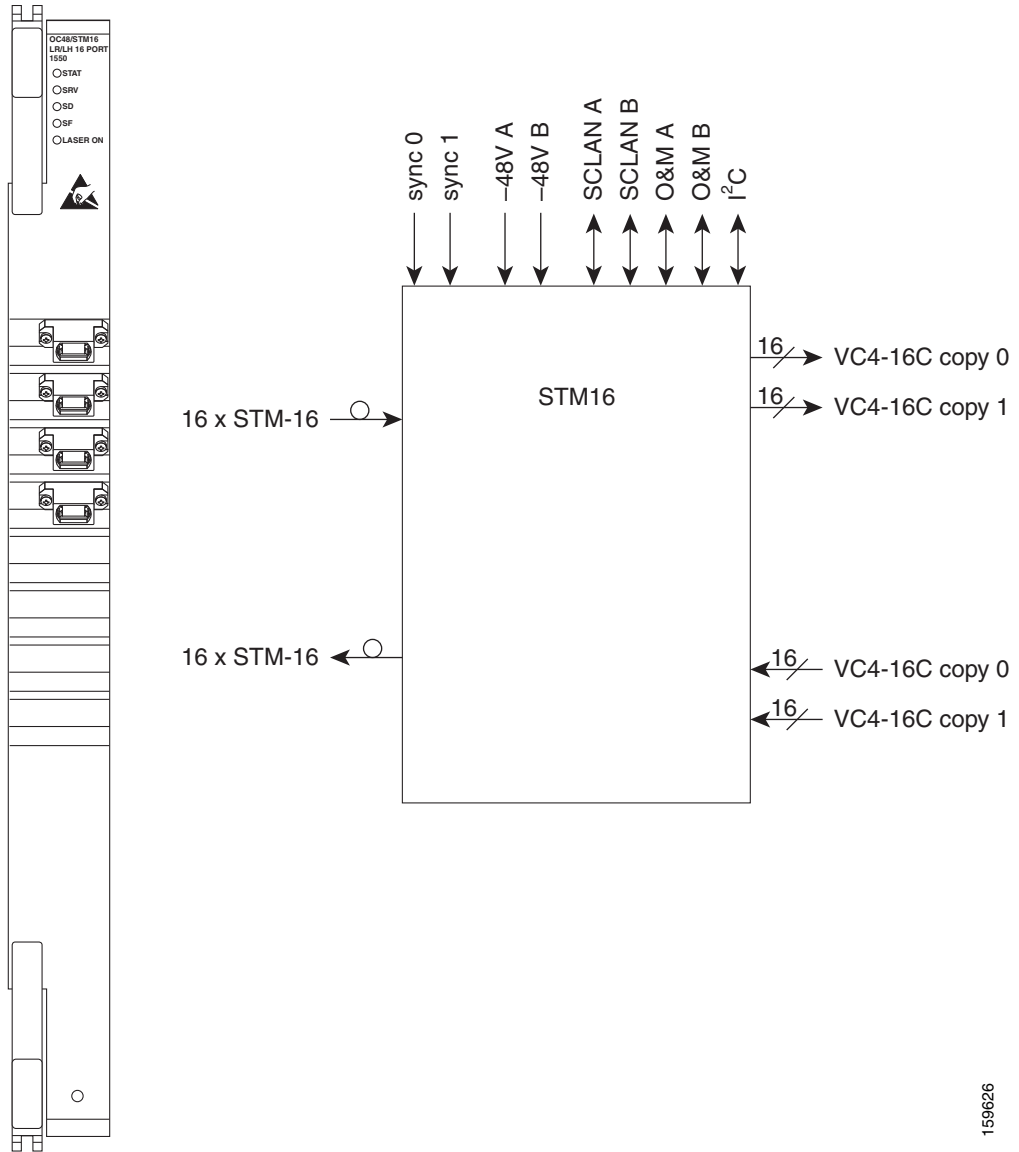 OC48/STM16
LR/LH 16 PORT
1550
STAT
SRV
SD
SF
LASER ON
sync 0
sync 1
–48V A
–48V B
SCLAN A
SCLAN B
O&M A
O&M B
I²C
STM16
16 x STM-16
16 x STM-16
16
VC4-16C copy 0
16
VC4-16C copy 1
16
VC4-16C copy 0
16
VC4-16C copy 1
159626